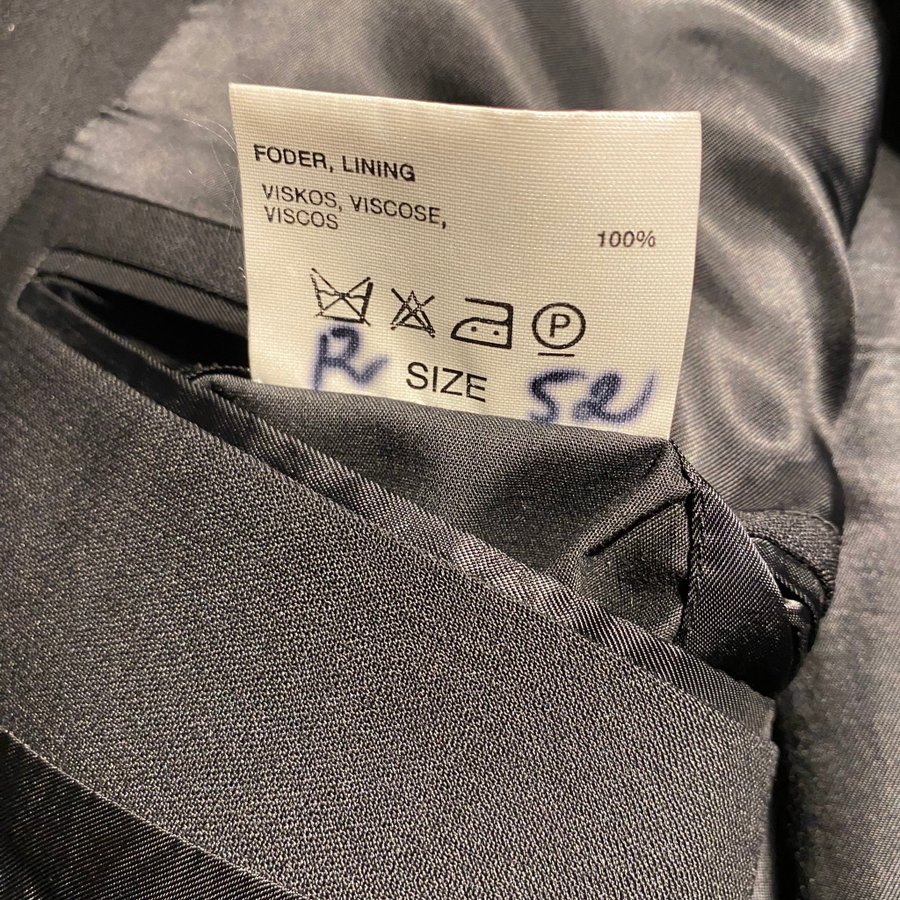 FODER, LINING
VISKOS, VISCOSE,
VISCOS
100%
P
SIZE 52